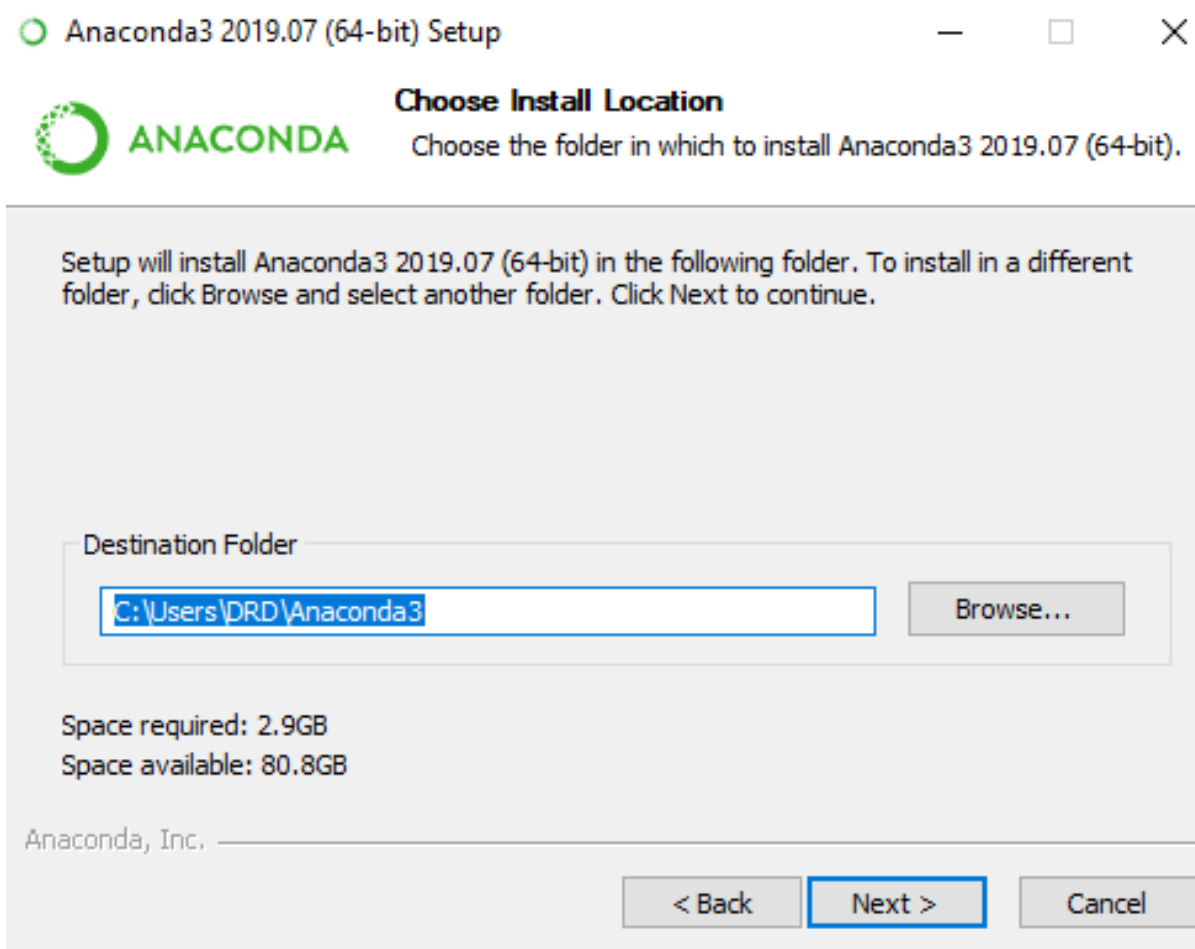 Anaconda3 2019.07 (64-bit) Setup
ANACONDA
Choose Install Location
Choose the folder in which to install Anaconda3 2019.07 (64-bit).
Setup will install Anaconda3 2019.07 (64-bit) in the following folder. To install in a different
folder, click Browse and select another folder. Click Next to continue.
Destination Folder
C:\Users\DRD\Anaconda3
Browse...
Space required: 2.9GB
Space available: 80.8GB
Anaconda, Inc.
< Back
Next >
Cancel